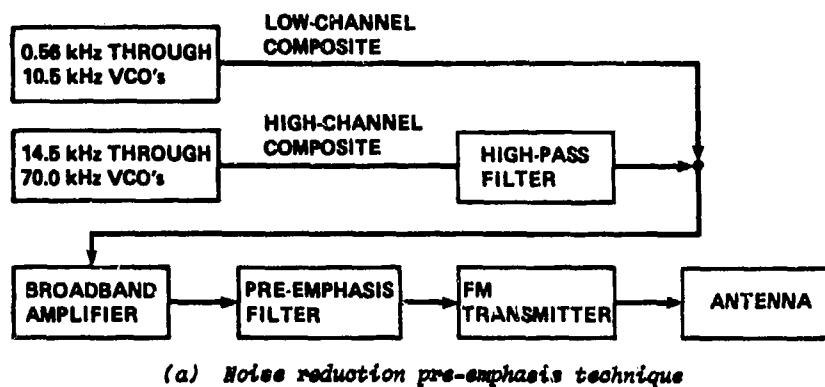 LOW-CHANNEL
COMPOSITE
0.56 kHz THROUGH
10.5 kHz VCO's
HIGH-CHANNEL
COMPOSITE
14.5 kHz THROUGH
70.0 kHz VCO's
HIGH-PASS
FILTER
BROADBAND
AMPLIFIER
PRE-EMPHASIS
FILTER
FM
TRANSMITTER
ANTENNA
(a) Noise reduction pre-emphasis technique